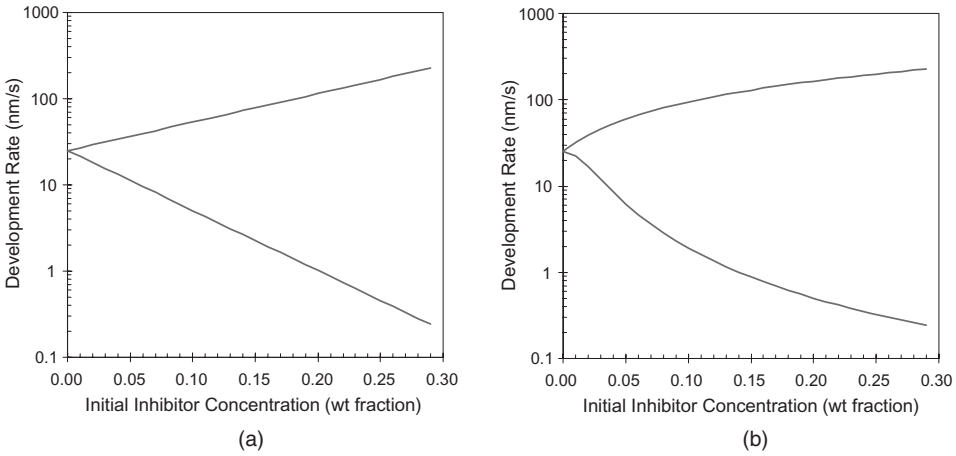 1000
100
10
1
0.1
Development Rate (nm/s)
0.00 0.05 0.10 0.15 0.20 0.25 0.30
Initial Inhibitor Concentration (wt fraction)
(a)
1000
100
10
1
0.1
Development Rate (nm/s)
0.00 0.05 0.10 0.15 0.20 0.25 0.30
Initial Inhibitor Concentration (wt fraction)
(b)